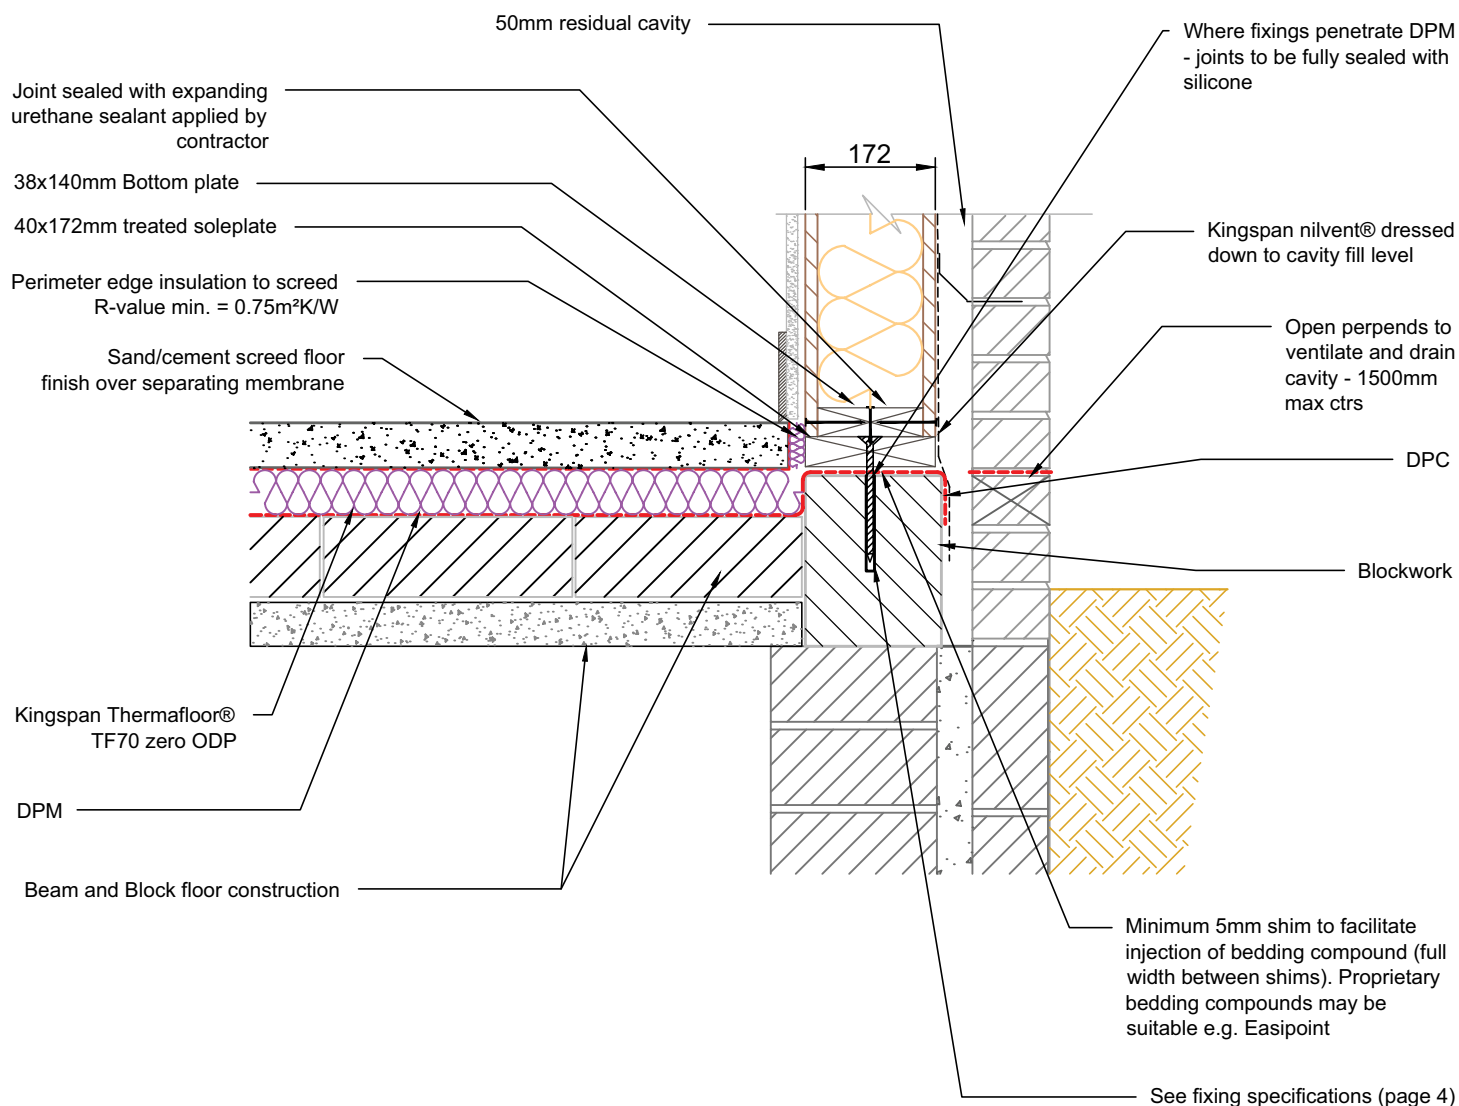 50mm residual cavity
Where fixings penetrate DPM
- joints to be fully sealed with
silicone
Joint sealed with expanding
urethane sealant applied by
contractor
172
38x140mm Bottom plate
40x172mm treated soleplate
Kingspan nilvent® dressed
down to cavity fill level
Perimeter edge insulation to screed
R-value min. = 0.75m²K/W
Open perpends to
ventilate and drain
cavity - 1500mm
max ctrs
Sand/cement screed floor
finish over separating membrane
DPC
Blockwork
Kingspan Thermafloor®
TF70 zero ODP
DPM
Beam and Block floor construction
Minimum 5mm shim to facilitate
injection of bedding compound (full
width between shims). Proprietary
bedding compounds may be
suitable e.g. Easipoint
See fixing specifications (page 4)